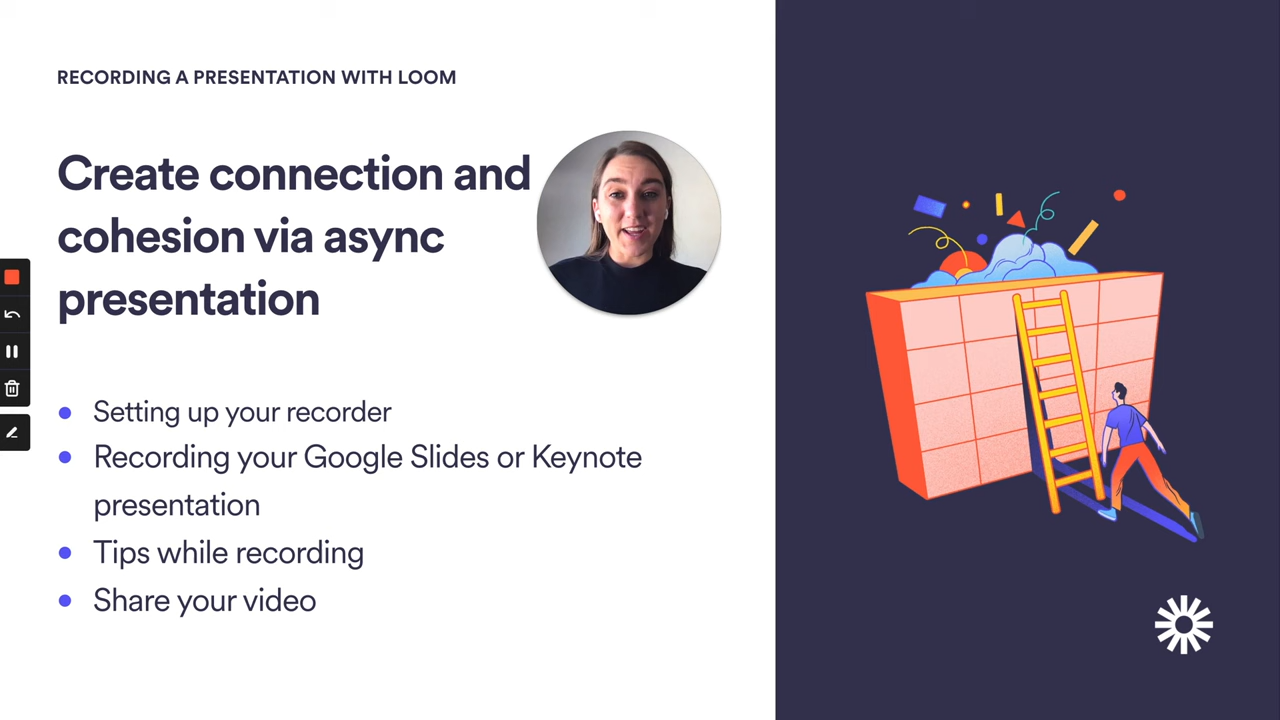 RECORDING A PRESENTATION WITH LOOM
Create connection and
cohesion via async
presentation
Setting up your recorder
Recording your Google Slides or Keynote
presentation
Tips while recording
Share your video